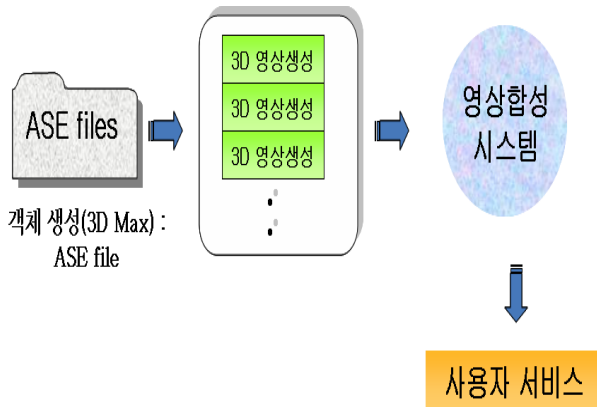 ASE files
객체 생성(3D Max) :
ASE file
3D 영상생성
3D 영상생성
3D 영상생성
영상합성
시스템
사용자 서비스